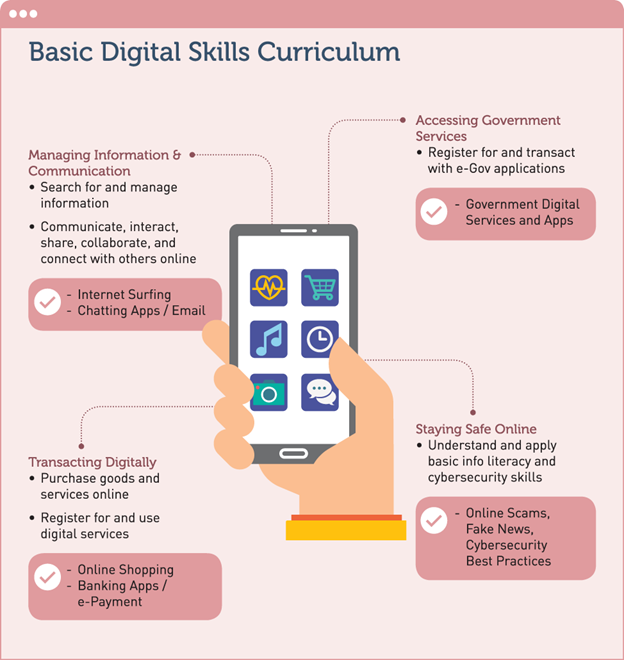 Basic Digital Skills Curriculum
Managing Information &
Communication
• Search for and manage
information
• Communicate, interact,
share, collaborate, and
connect with others online
- Internet Surfing
- Chatting Apps / Email
Accessing Government
Services
• Register for and transact
with e-Gov applications
- Government Digital
Services and Apps
Transacting Digitally
• Purchase goods and
services online
• Register for and use
digital services
- Online Shopping
- Banking Apps /
e-Payment
Staying Safe Online
• Understand and apply
basic info literacy and
cybersecurity skills
- Online Scams,
Fake News,
Cybersecurity
Best Practices